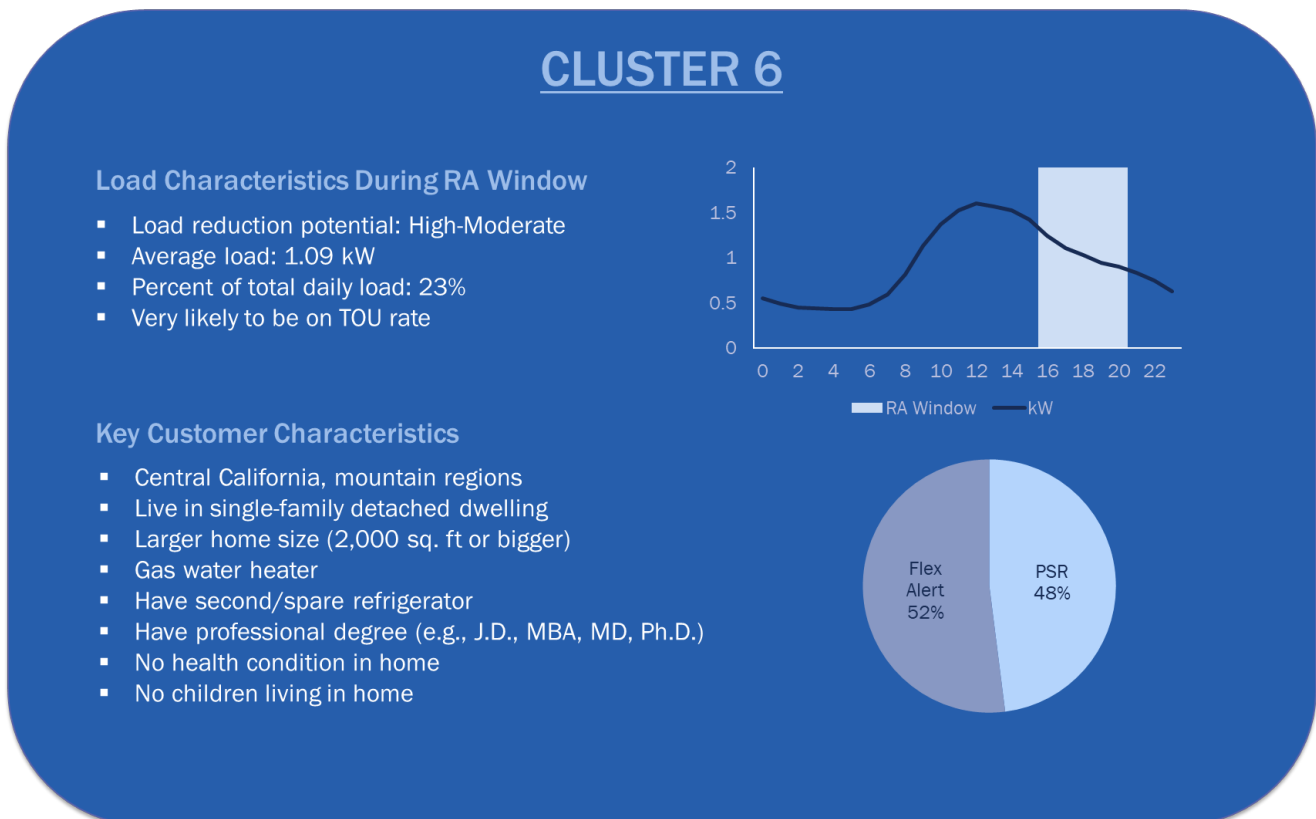 CLUSTER 6
Load Characteristics During RA Window
▪ Load reduction potential: High-Moderate
▪ Average load: 1.09 kW
▪ Percent of total daily load: 23%
▪ Very likely to be on TOU rate
2
1.5
1
0.5
0
0 2 4 6 8 10 12 14 16 18 20 22
RA Window kW
Key Customer Characteristics
▪ Central California, mountain regions
▪ Live in single-family detached dwelling
▪ Larger home size (2,000 sq. ft or bigger)
▪ Gas water heater
▪ Have second/spare refrigerator
▪ Have professional degree (e.g., J.D., MBA, MD, Ph.D.)
▪ No health condition in home
▪ No children living in home
Flex
Alert
52%
PSR
48%